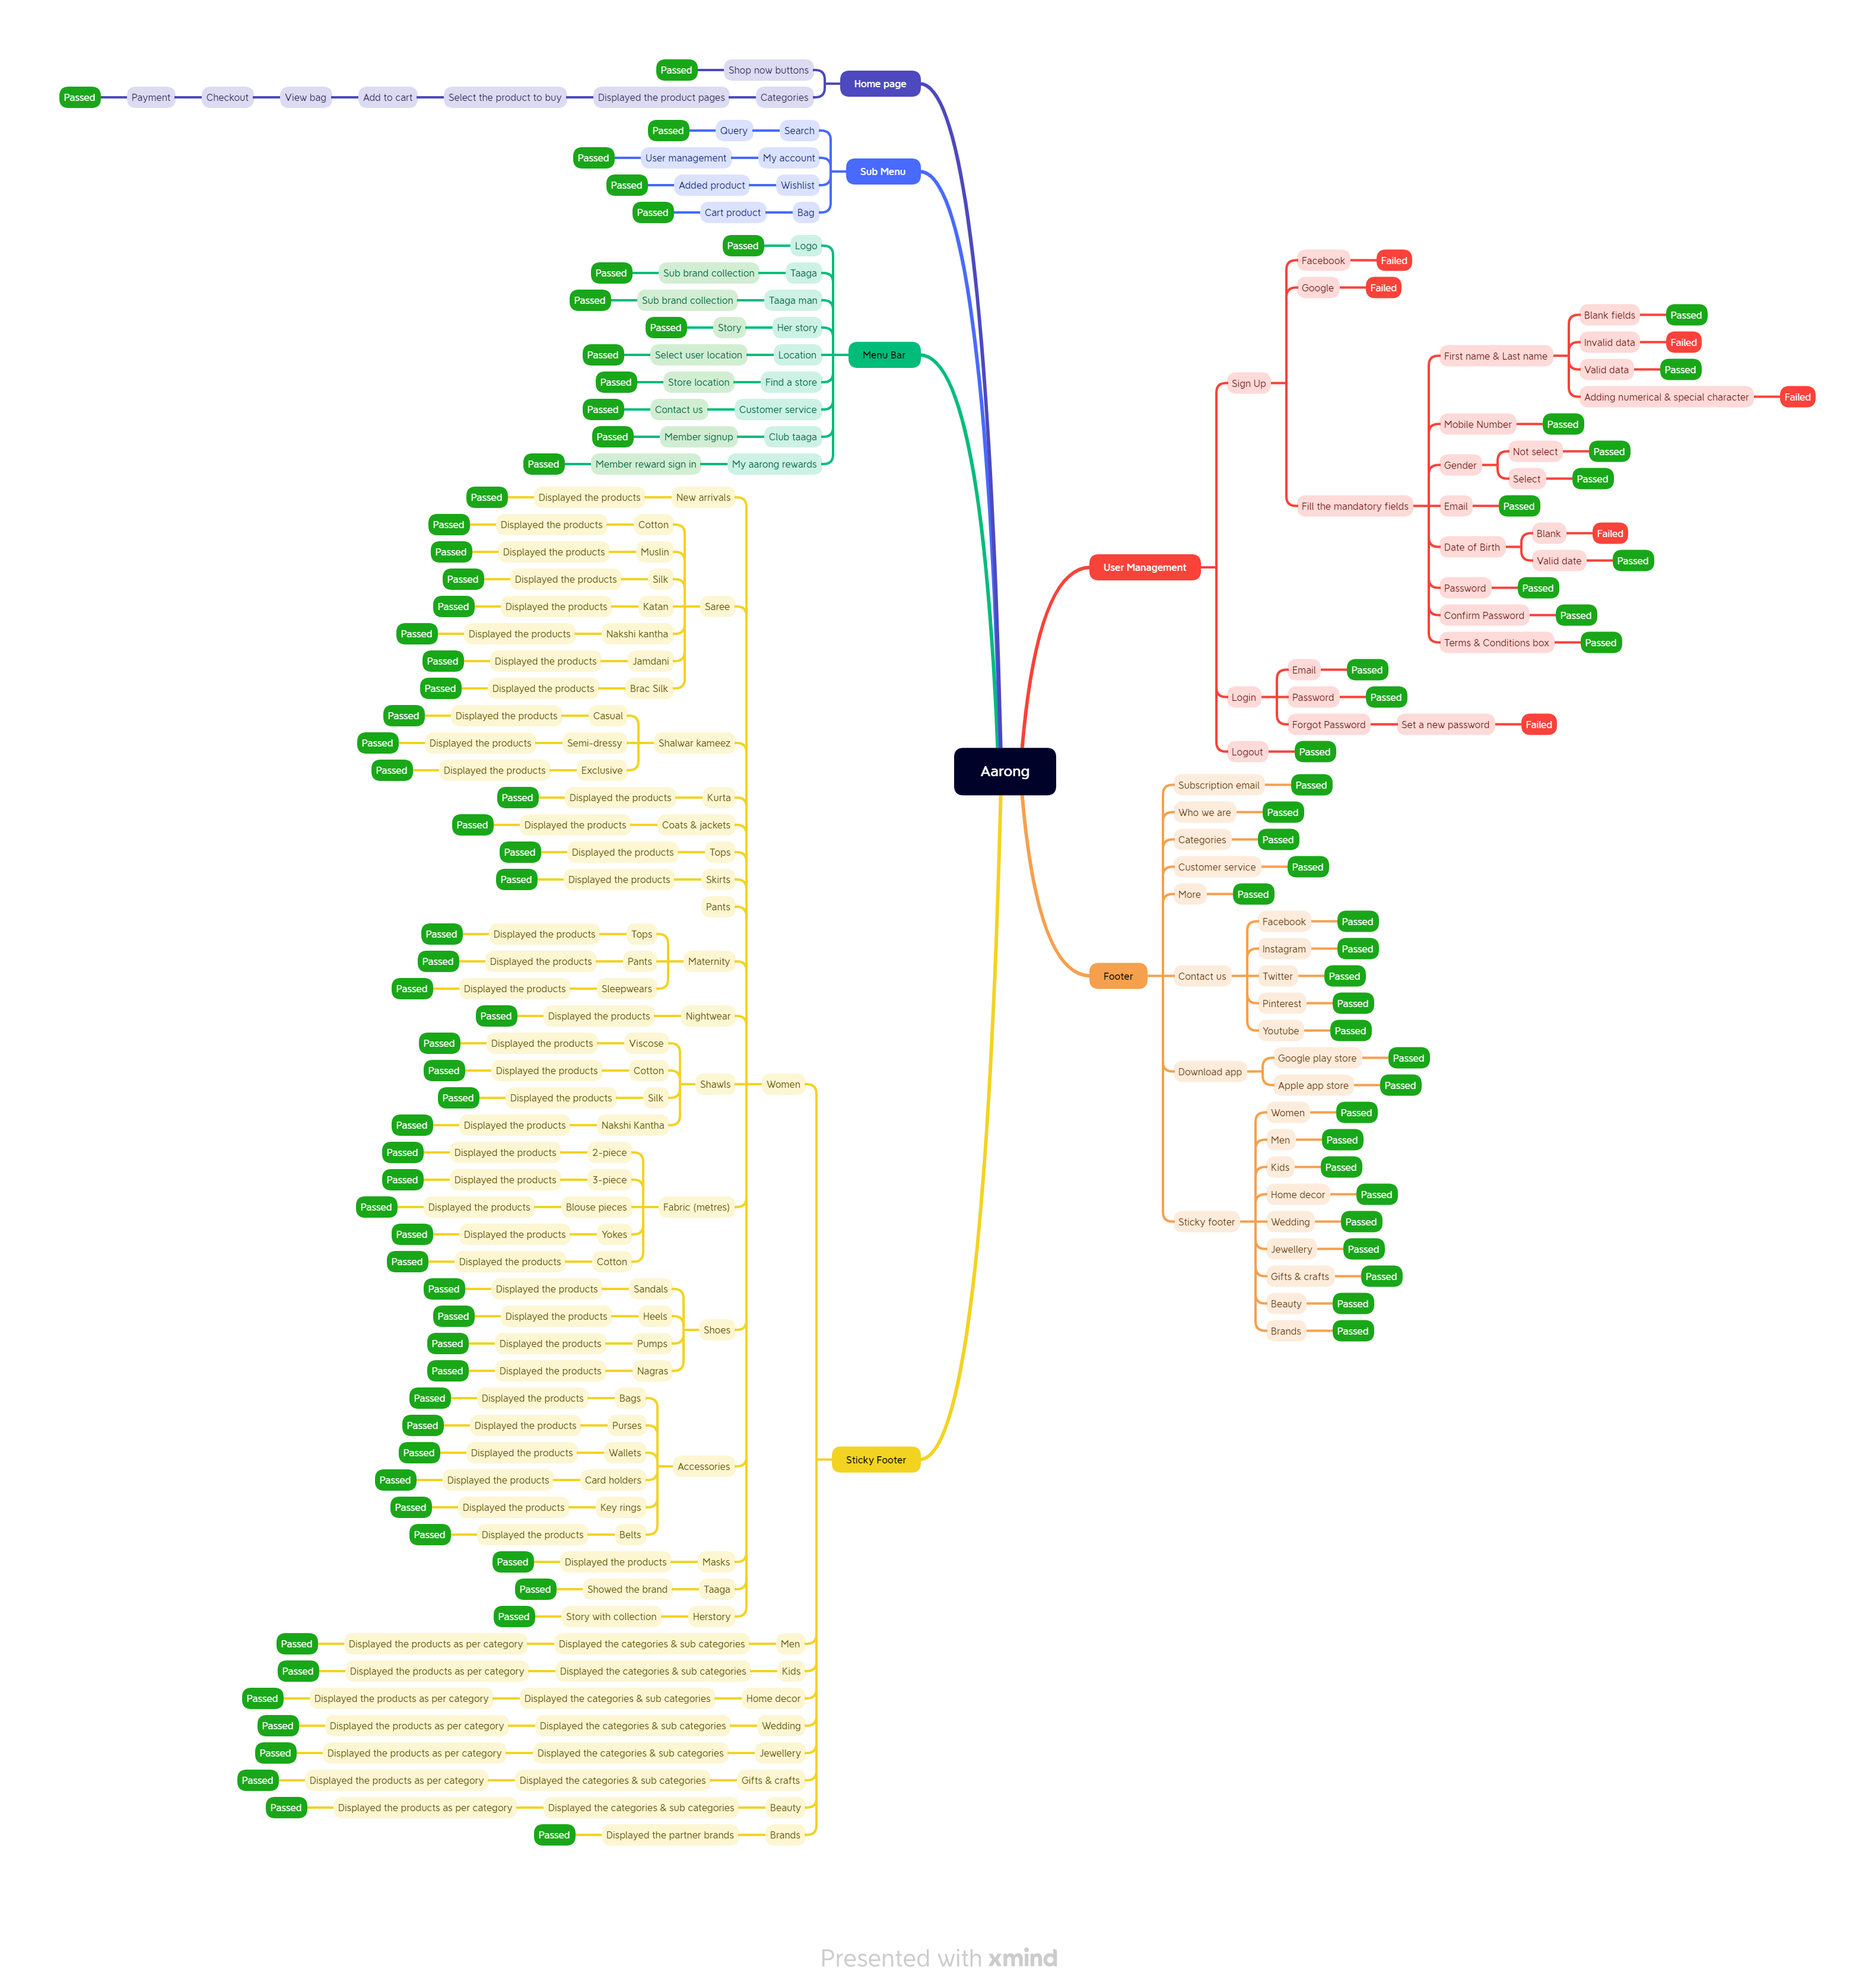 Aarong
Home page
Passed Shop now buttons
Passed Payment Checkout View bag Add to cart Select the product to buy Displayed the product pages Categories
Sub Menu
Passed Query Search
Passed User management My account
Passed Added product Wishlist
Passed Cart product Bag
Menu Bar
Passed Logo
Passed Sub brand collection Taaga
Passed Sub brand collection Taaga man
Passed Story Her story
Passed Select user location Location
Passed Store location Find a store
Passed Contact us Customer service
Passed Member signup Club taaga
Passed Member reward sign in My aarong rewards
Sticky Footer
Women
Passed Displayed the products New arrivals
Saree
Passed Displayed the products Cotton
Passed Displayed the products Muslin
Passed Displayed the products Silk
Passed Displayed the products Katan
Passed Displayed the products Nakshi kantha
Passed Displayed the products Jamdani
Passed Displayed the products Brac Silk
Shalwar kameez
Passed Displayed the products Casual
Passed Displayed the products Semi-dressy
Passed Displayed the products Exclusive
Passed Displayed the products Kurta
Passed Displayed the products Coats & jackets
Passed Displayed the products Tops
Passed Displayed the products Skirts
Pants
Maternity
Passed Displayed the products Tops
Passed Displayed the products Pants
Passed Displayed the products Sleepwears
Passed Displayed the products Nightwear
Shawls
Passed Displayed the products Viscose
Passed Displayed the products Cotton
Passed Displayed the products Silk
Passed Displayed the products Nakshi Kantha
Fabric (metres)
Passed Displayed the products 2-piece
Passed Displayed the products 3-piece
Passed Displayed the products Blouse pieces
Passed Displayed the products Yokes
Passed Displayed the products Cotton
Shoes
Passed Displayed the products Sandals
Passed Displayed the products Heels
Passed Displayed the products Pumps
Passed Displayed the products Nagras
Accessories
Passed Displayed the products Bags
Passed Displayed the products Purses
Passed Displayed the products Wallets
Passed Displayed the products Card holders
Passed Displayed the products Key rings
Passed Displayed the products Belts
Passed Displayed the products Masks
Passed Showed the brand Taaga
Passed Story with collection Herstory
Passed Displayed the products as per category Displayed the categories & sub categories Men
Passed Displayed the products as per category Displayed the categories & sub categories Kids
Passed Displayed the products as per category Displayed the categories & sub categories Home decor
Passed Displayed the products as per category Displayed the categories & sub categories Wedding
Passed Displayed the products as per category Displayed the categories & sub categories Jewellery
Passed Displayed the products as per category Displayed the categories & sub categories Gifts & crafts
Passed Displayed the products as per category Displayed the categories & sub categories Beauty
Passed Displayed the partner brands Brands
User Management
Sign Up
Facebook Failed
Google Failed
Fill the mandatory fields
First name & Last name
Blank fields Passed
Invalid data Failed
Valid data Passed
Adding numerical & special character Failed
Mobile Number Passed
Gender
Not select Passed
Select Passed
Email Passed
Date of Birth
Blank Failed
Valid date Passed
Password Passed
Confirm Password Passed
Terms & Conditions box Passed
Login
Email Passed
Password Passed
Forgot Password Set a new password Failed
Logout Passed
Footer
Subscription email Passed
Who we are Passed
Categories Passed
Customer service Passed
More Passed
Contact us
Facebook Passed
Instagram Passed
Twitter Passed
Pinterest Passed
Youtube Passed
Download app
Google play store Passed
Apple app store Passed
Sticky footer
Women Passed
Men Passed
Kids Passed
Home decor Passed
Wedding Passed
Jewellery Passed
Gifts & crafts Passed
Beauty Passed
Brands Passed
Presented with xmind